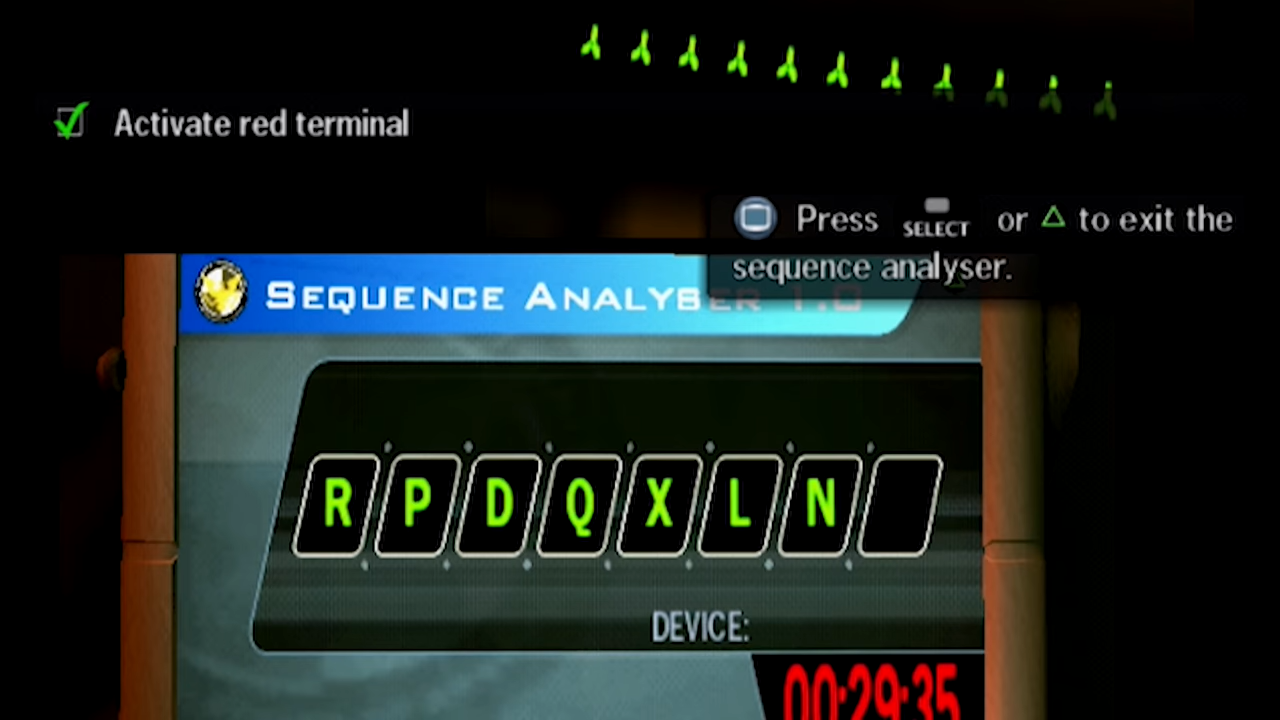 Activate red terminal
Press SELECT or △ to exit the
sequence analyser.
SEQUENCE ANALYSER 1.0
R P D Q X L N
DEVICE:
00:29:35